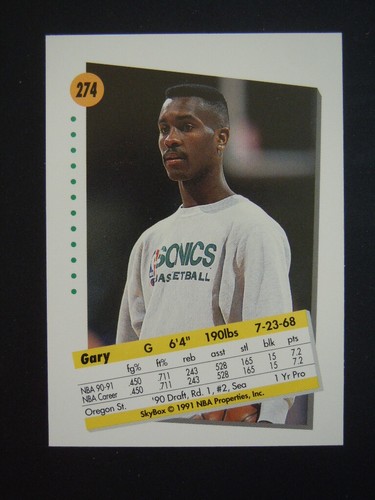 274
SONICS
BASKETBALL
Gary G 6'4" 190lbs 7-23-68
fg% ft% reb asst stl blk pts
NBA 90-91 .450 .711 243 528 165 15 7.2
NBA Career .450 .711 243 528 165 15 7.2
Oregon St. '90 Draft, Rd. 1, #2, Sea 1 Yr Pro
SkyBox © 1991 NBA Properties, Inc.